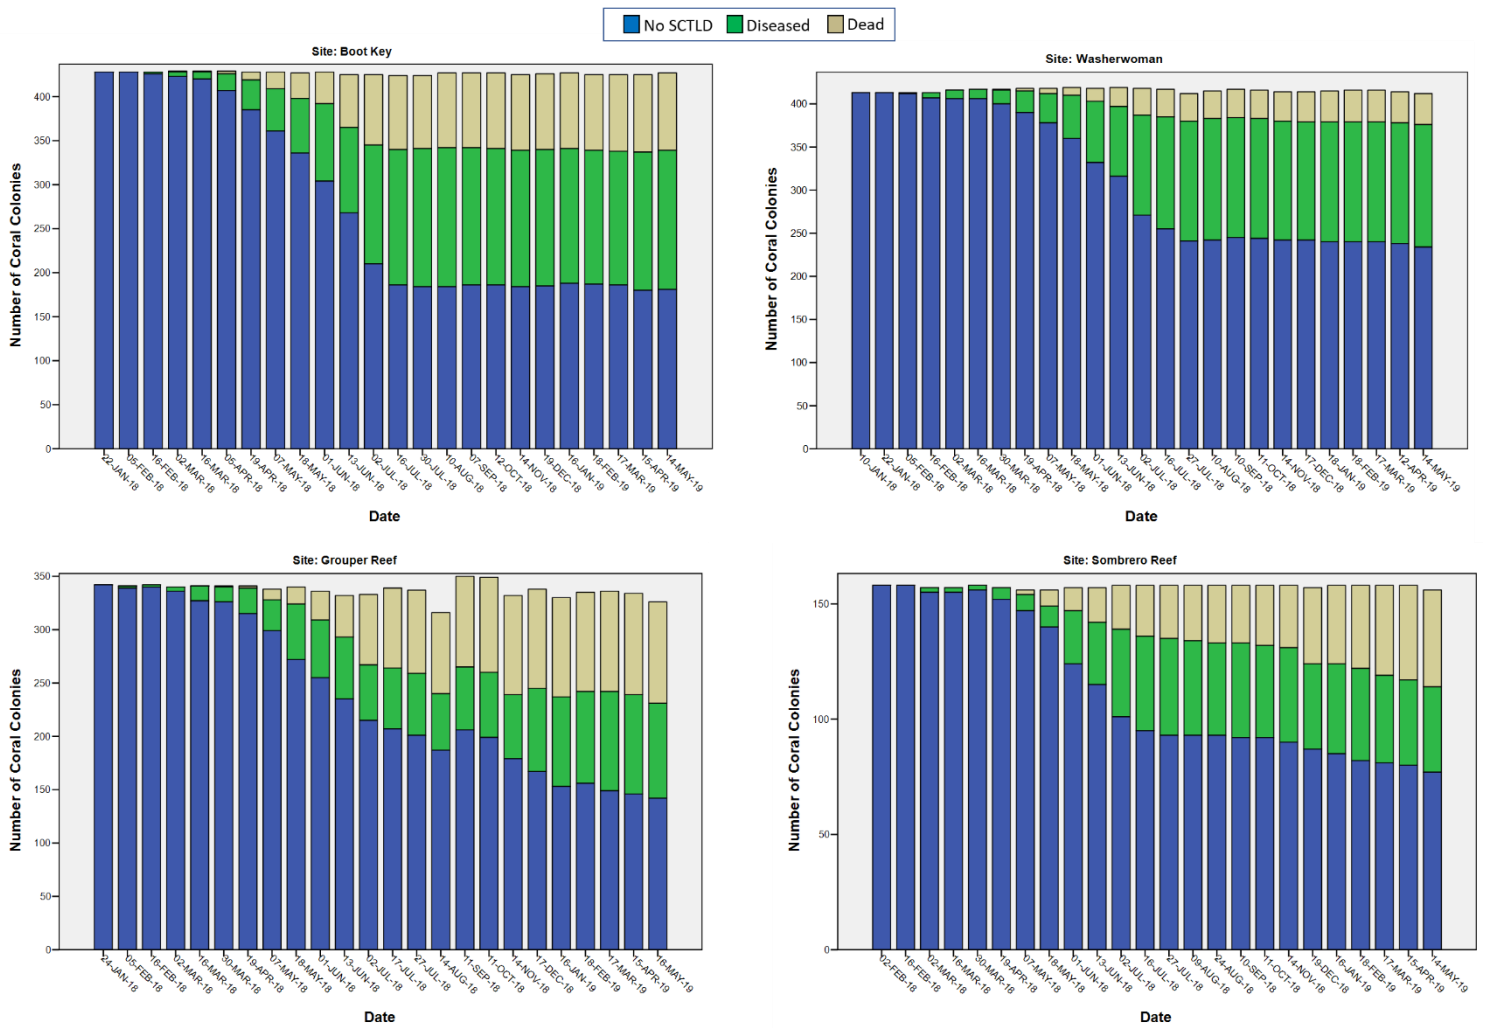 No SCTLD Diseased Dead
Site: Boot Key
Number of Coral Colonies
400
350
300
250
200
150
100
50
0
22-JAN-18
05-FEB-18
16-FEB-18
02-MAR-18
16-MAR-18
05-APR-18
19-APR-18
07-MAY-18
18-MAY-18
01-JUN-18
13-JUN-18
02-JUL-18
16-JUL-18
30-JUL-18
10-AUG-18
07-SEP-18
12-OCT-18
14-NOV-18
19-DEC-18
16-JAN-19
18-FEB-19
17-MAR-19
15-APR-19
14-MAY-19
Date
Site: Washerwoman
Number of Coral Colonies
400
350
300
250
200
150
100
50
0
10-JAN-18
22-JAN-18
05-FEB-18
16-FEB-18
02-MAR-18
16-MAR-18
30-MAR-18
19-APR-18
07-MAY-18
18-MAY-18
01-JUN-18
13-JUN-18
02-JUL-18
16-JUL-18
27-JUL-18
10-AUG-18
10-SEP-18
11-OCT-18
14-NOV-18
17-DEC-18
18-JAN-19
18-FEB-19
17-MAR-19
12-APR-19
14-MAY-19
Date
Site: Grouper Reef
Number of Coral Colonies
350
300
250
200
150
100
50
0
24-JAN-18
05-FEB-18
16-FEB-18
02-MAR-18
16-MAR-18
30-MAR-18
19-APR-18
07-MAY-18
18-MAY-18
01-JUN-18
13-JUN-18
02-JUL-18
17-JUL-18
27-JUL-18
14-AUG-18
11-SEP-18
11-OCT-18
14-NOV-18
17-DEC-18
16-JAN-19
18-FEB-19
17-MAR-19
15-APR-19
16-MAY-19
Date
Site: Sombrero Reef
Number of Coral Colonies
150
100
50
0
02-FEB-18
16-FEB-18
02-MAR-18
16-MAR-18
30-MAR-18
19-APR-18
07-MAY-18
18-MAY-18
01-JUN-18
13-JUN-18
02-JUL-18
16-JUL-18
27-JUL-18
09-AUG-18
24-AUG-18
10-SEP-18
11-OCT-18
14-NOV-18
19-DEC-18
16-JAN-19
18-FEB-19
17-MAR-19
15-APR-19
14-MAY-19
Date